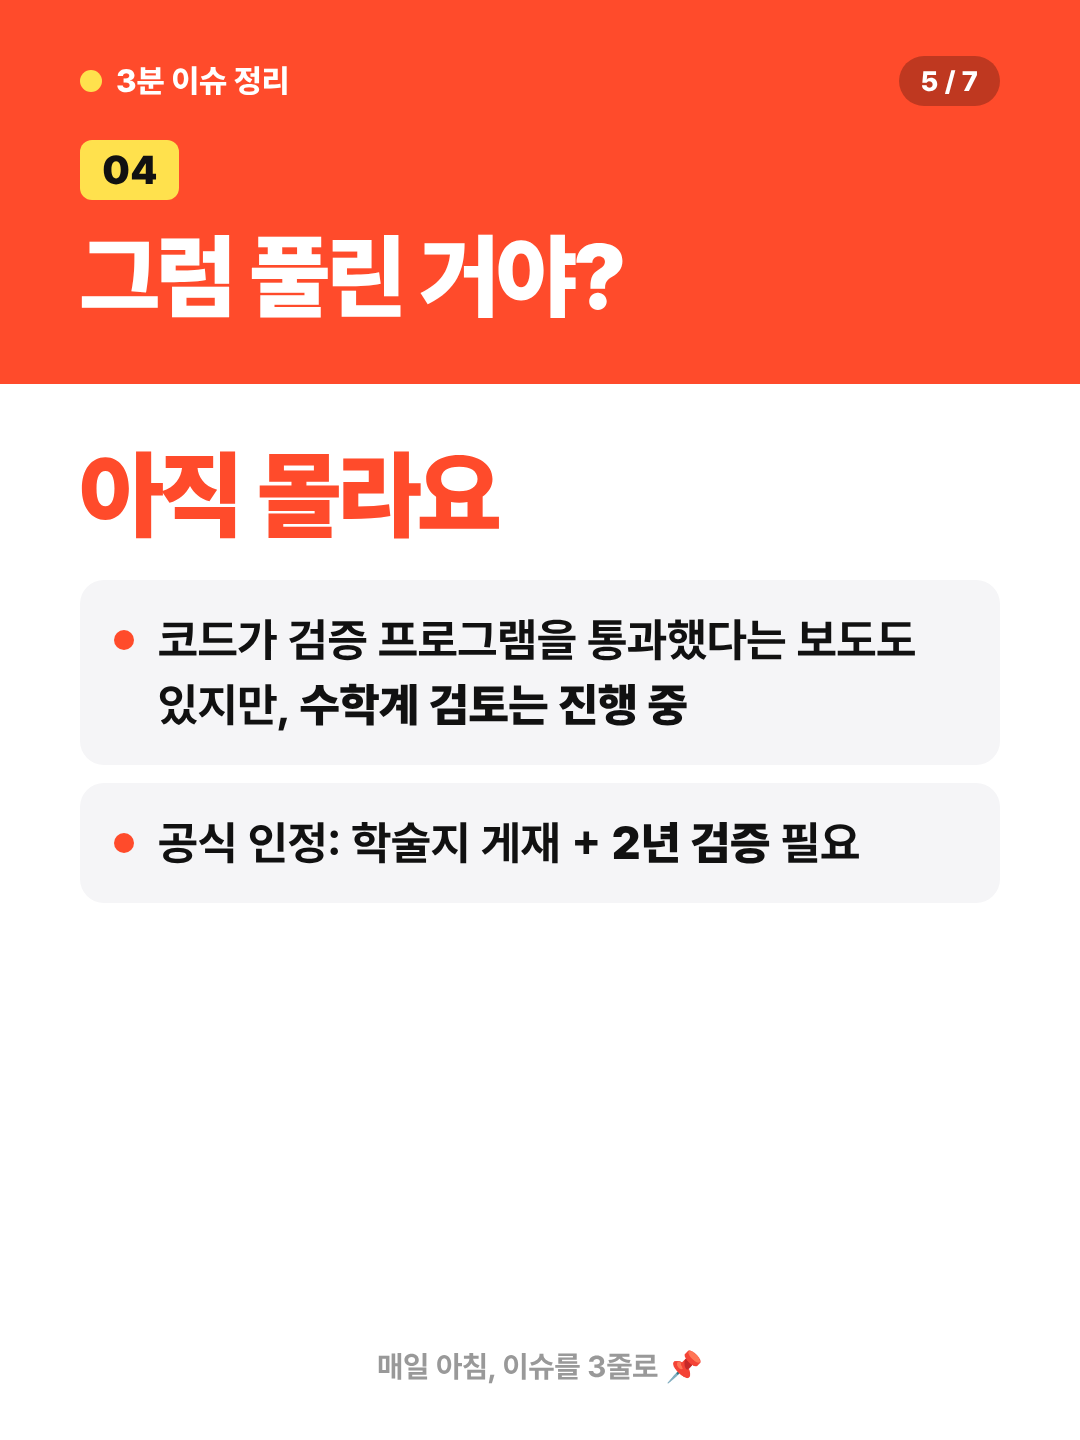 3분 이슈 정리
5 / 7
04
그럼 풀린 거야?
아직 몰라요
코드가 검증 프로그램을 통과했다는 보도도
있지만, 수학계 검토는 진행 중
공식 인정: 학술지 게재 + 2년 검증 필요
매일 아침, 이슈를 3줄로 📌